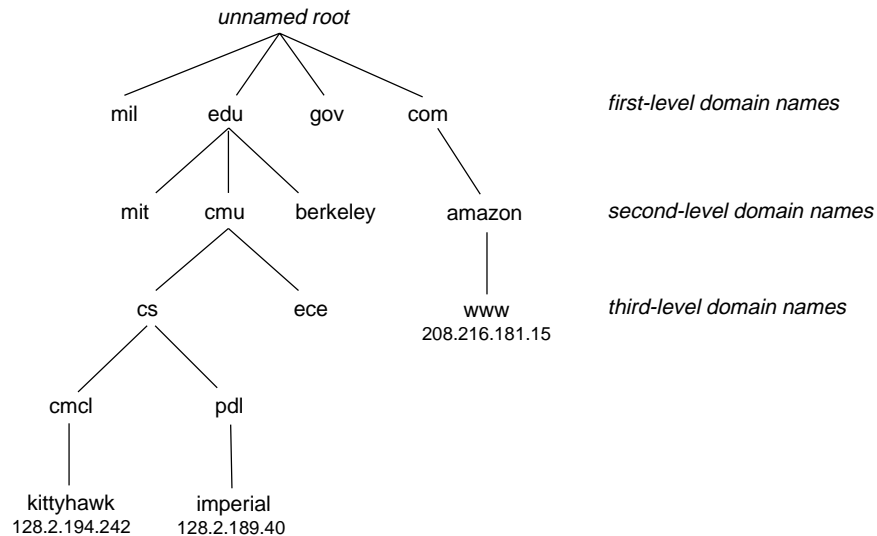 unnamed root
mil edu gov com first-level domain names
mit cmu berkeley amazon second-level domain names
cs ece www third-level domain names
208.216.181.15
cmcl pdl
kittyhawk imperial
128.2.194.242 128.2.189.40